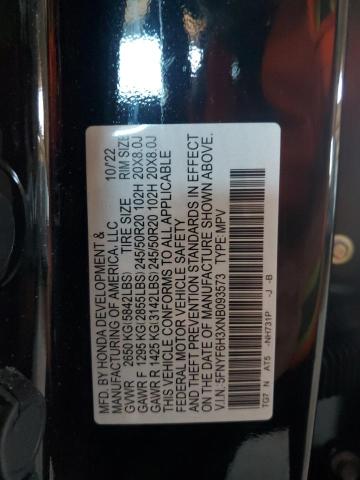 MFD. BY HONDA DEVELOPMENT & 10/22
MANUFACTURING OF AMERICA, LLC
GVWR 2650 KG(5842LBS) TIRE SIZE RIM SIZE
GAWR F 1295 KG(2855LBS) 245/50R20 102H 20X8.0J
GAWR R 1425 KG(3142LBS) 245/50R20 102H 20X8.0J
THIS VEHICLE CONFORMS TO ALL APPLICABLE
FEDERAL MOTOR VEHICLE SAFETY
AND THEFT PREVENTION STANDARDS IN EFFECT
ON THE DATE OF MANUFACTURE SHOWN ABOVE.
V.I.N: 5FNYF6H3XNB093573 TYPE: MPV
TG7 N AT5 -NH731P -J -B